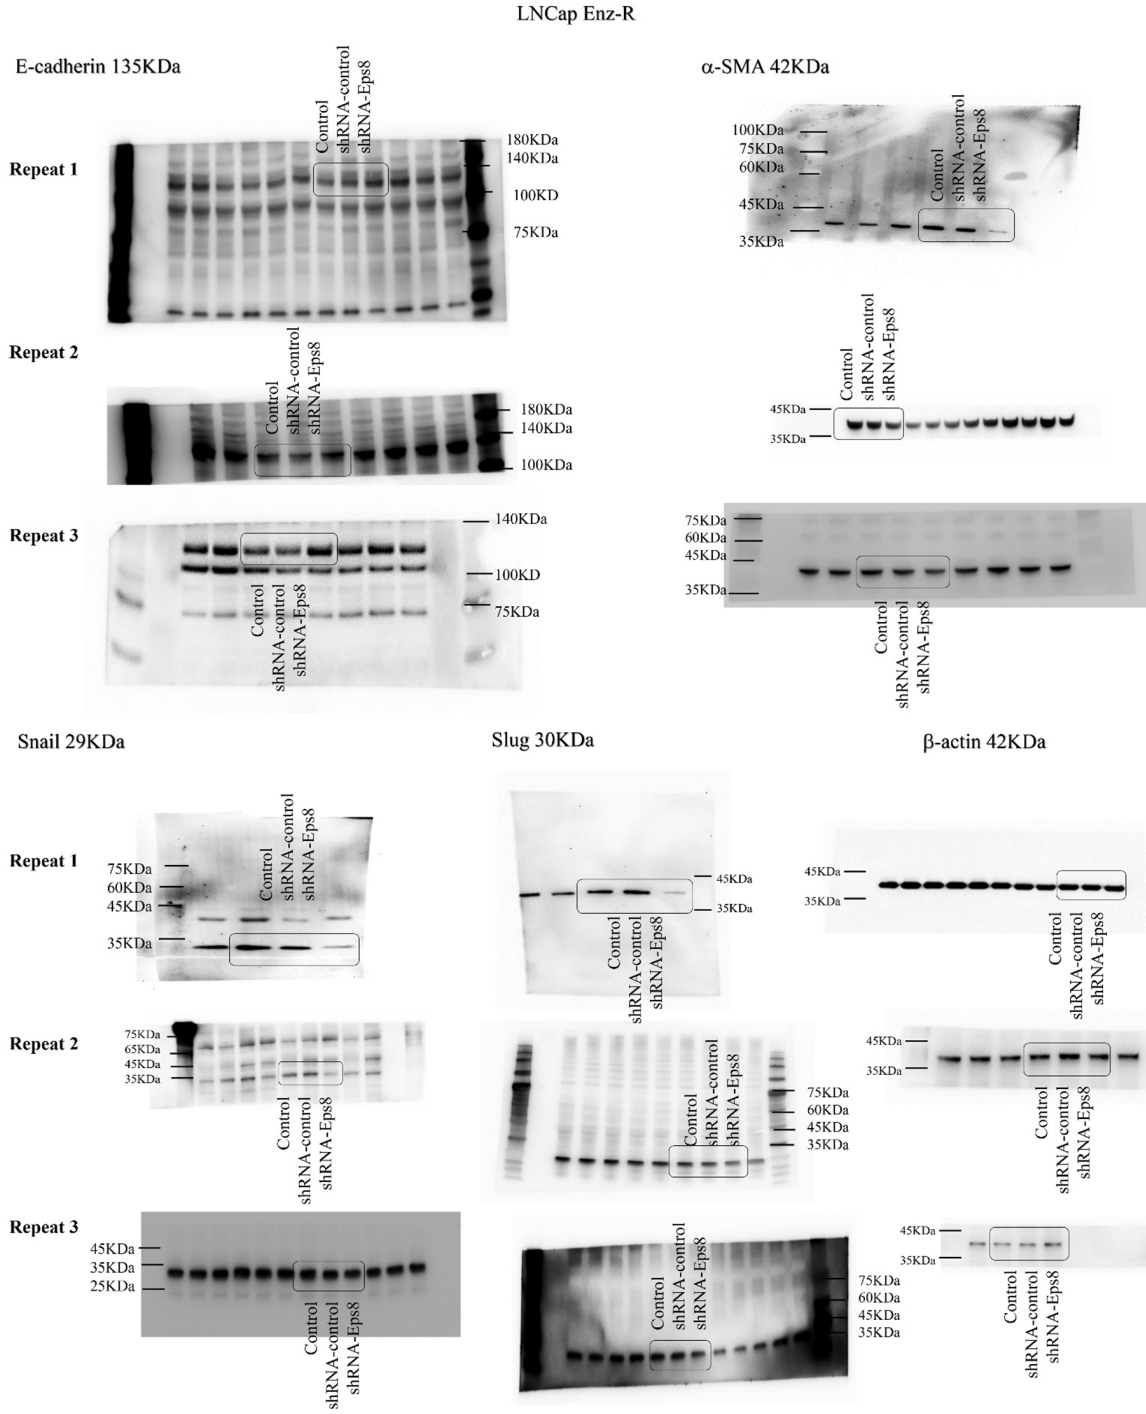 LNCap Enz-R
E-cadherin 135KDa
Repeat 1
Control
shRNA-control
shRNA-Eps8
180KDa
140KDa
100KD
75KDa
Repeat 2
Control
shRNA-control
shRNA-Eps8
180KDa
140KDa
100KDa
Repeat 3
140KDa
100KD
75KDa
Control
shRNA-control
shRNA-Eps8
α-SMA 42KDa
100KDa
75KDa
60KDa
45KDa
35KDa
Control
shRNA-control
shRNA-Eps8
Control
shRNA-control
shRNA-Eps8
45KDa
35KDa
75KDa
60KDa
45KDa
35KDa
Control
shRNA-control
shRNA-Eps8
Snail 29KDa
Repeat 1
75KDa
60KDa
45KDa
35KDa
Control
shRNA-control
shRNA-Eps8
Repeat 2
75KDa
65KDa
45KDa
35KDa
Control
shRNA-control
shRNA-Eps8
Repeat 3
45KDa
35KDa
25KDa
Control
shRNA-control
shRNA-Eps8
Slug 30KDa
45KDa
35KDa
Control
shRNA-control
shRNA-Eps8
Control
shRNA-control
shRNA-Eps8
75KDa
60KDa
45KDa
35KDa
Control
shRNA-control
shRNA-Eps8
75KDa
60KDa
45KDa
35KDa
β-actin 42KDa
45KDa
35KDa
Control
shRNA-control
shRNA-Eps8
45KDa
35KDa
Control
shRNA-control
shRNA-Eps8
45KDa
35KDa
Control
shRNA-control
shRNA-Eps8